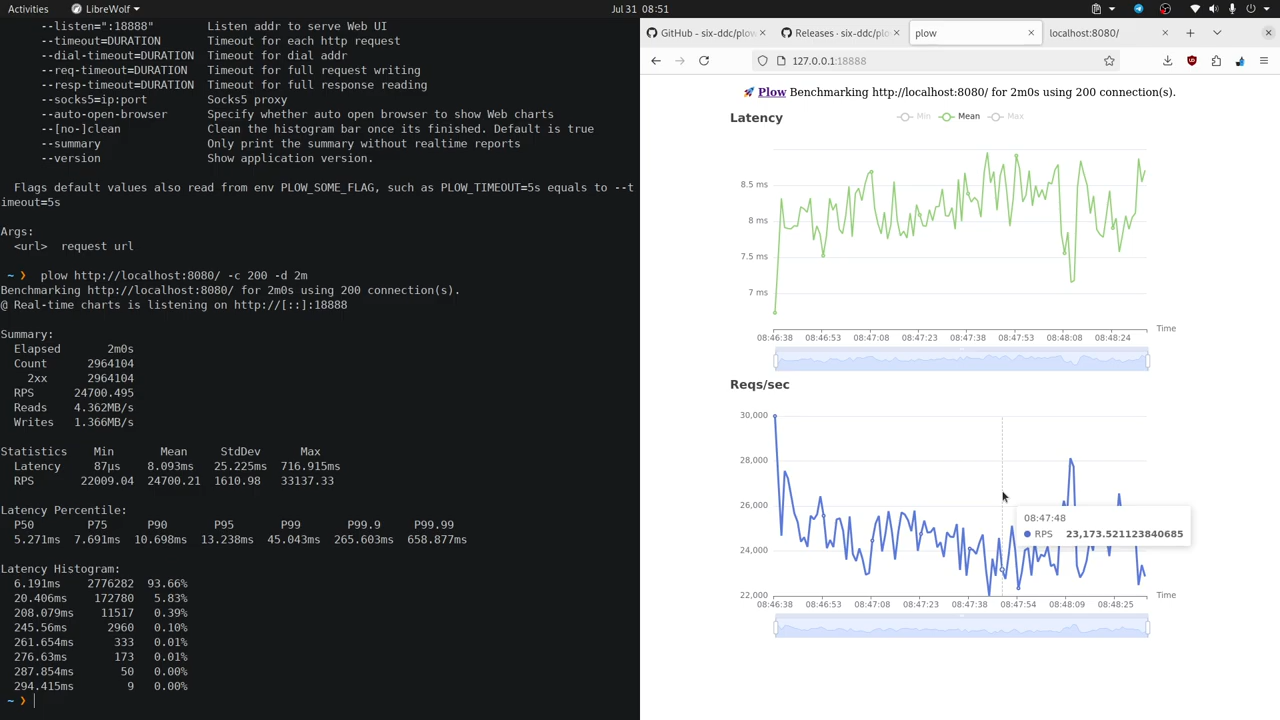 Activities LibreWolf Jul 31 08:51
--listen=":18888" Listen addr to serve Web UI
--timeout=DURATION Timeout for each http request
--dial-timeout=DURATION Timeout for dial addr
--req-timeout=DURATION Timeout for full request writing
--resp-timeout=DURATION Timeout for full response reading
--socks5=ip:port Socks5 proxy
--auto-open-browser Specify whether auto open browser to show Web charts
--[no-]clean Clean the histogram bar once its finished. Default is true
--summary Only print the summary without realtime reports
--version Show application version.
Flags default values also read from env PLOW_SOME_FLAG, such as PLOW_TIMEOUT=5s equals to --t
imeout=5s
Args:
<url> request url
~ ❯ plow http://localhost:8080/ -c 200 -d 2m
Benchmarking http://localhost:8080/ for 2m0s using 200 connection(s).
@ Real-time charts is listening on http://[::]:18888
Summary:
Elapsed 2m0s
Count 2964104
2xx 2964104
RPS 24700.495
Reads 4.362MB/s
Writes 1.366MB/s
Statistics Min Mean StdDev Max
Latency 87µs 8.093ms 25.225ms 716.915ms
RPS 22009.04 24700.21 1610.98 33137.33
Latency Percentile:
P50 P75 P90 P95 P99 P99.9 P99.99
5.271ms 7.691ms 10.698ms 13.238ms 45.043ms 265.603ms 658.877ms
Latency Histogram:
6.191ms 2776282 93.66%
20.406ms 172780 5.83%
208.079ms 11517 0.39%
245.56ms 2960 0.10%
261.654ms 333 0.01%
276.63ms 173 0.01%
287.854ms 50 0.00%
294.415ms 9 0.00%
~ ❯
GitHub - six-ddc/plow Releases · six-ddc/plo plow localhost:8080/
127.0.0.1:18888
🚀 Plow Benchmarking http://localhost:8080/ for 2m0s using 200 connection(s).
Latency
Min Mean Max
8.5 ms
8 ms
7.5 ms
7 ms
08:46:38 08:46:53 08:47:08 08:47:23 08:47:38 08:47:53 08:48:08 08:48:24
Time
Reqs/sec
30,000
28,000
26,000
24,000
22,000
08:47:48
RPS 23,173.521123840685
08:46:38 08:46:53 08:47:08 08:47:23 08:47:38 08:47:54 08:48:09 08:48:25
Time